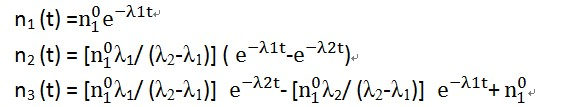 n₁ (t) =n₁⁰e^−λ1t↵
n₂ (t) = [n₁⁰λ₁/ (λ₂-λ₁)] ( e^−λ1t-e^−λ2t)↵
n₃ (t) = [n₁⁰λ₁/ (λ₂-λ₁)] e^−λ2t- [n₁⁰λ₂/ (λ₂-λ₁)] e^−λ1t+ n₁⁰